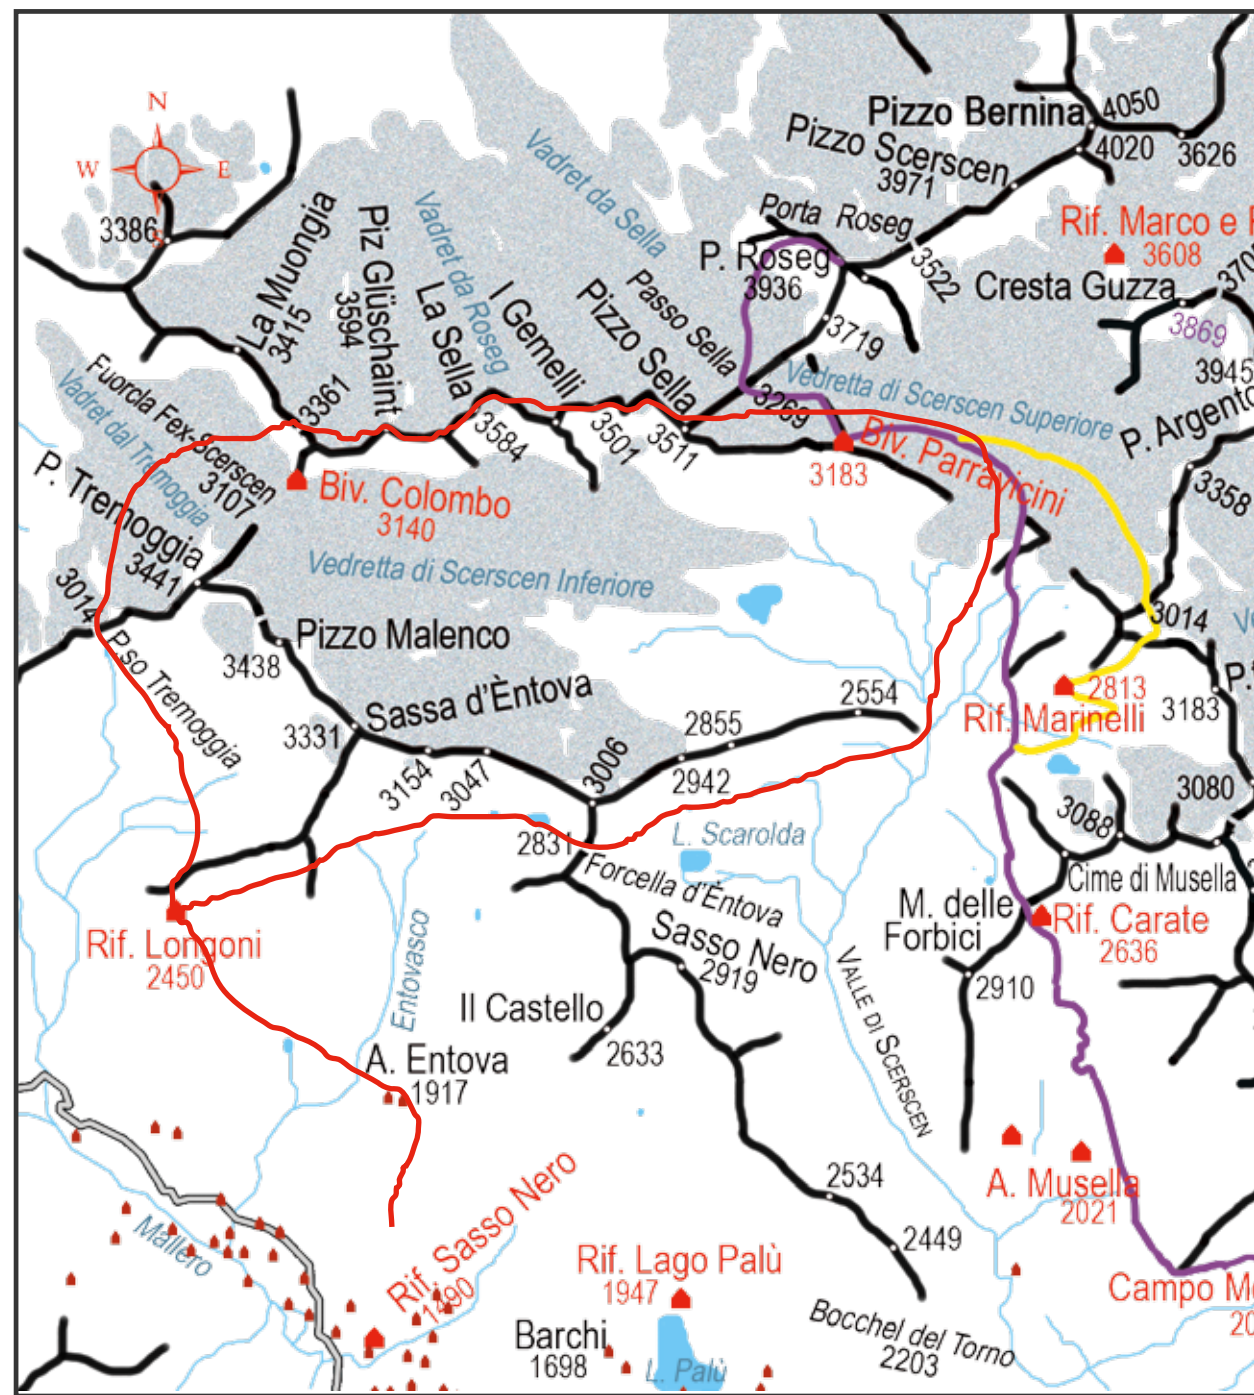 N
W
E
S
3386
La Muongia
3415
Piz Glüschaint
3594
Vadret da Roseg
La Sella
I Gemelli
Vadret da Sella
Pizzo Sella
Passo Sella
P. Roseg
3936
Porta Roseg
3522
Pizzo Scerscen
3971
Pizzo Bernina
4050
4020
3626
Rif. Marco e
3608
Cresta Guzza
3869
3945
P. Argento
3358
3719
3269
Vedretta di Scerscen Superiore
Fuorcla Fex-Scerscen
3107
Vadret dal Tremoggia
3361
3584
3501
3511
Biv. Parravicini
3183
Biv. Colombo
3140
P. Tremoggia
3441
3014
P.so Tremoggia
Vedretta di Scerscen Inferiore
Pizzo Malenco
3438
Sassa d'Èntova
3331
3154
3047
3006
2855
2554
2942
3014
2813
Rif. Marinelli
3183
3080
3088
Cime di Musella
2831
Forcella d'Èntova
L. Scarolda
Sasso Nero
2919
M. delle
Forbici
2910
Rif. Carate
2636
Rif. Longoni
2450
Entovasco
Il Castello
2633
A. Entova
1917
VALLE DI SCERSCEN
A. Musella
2021
2534
2449
Mallero
Rif. Sasso Nero
1490
Rif. Lago Palù
1947
Barchi
1698
L. Palù
Bocchel del Torno
2203
Campo